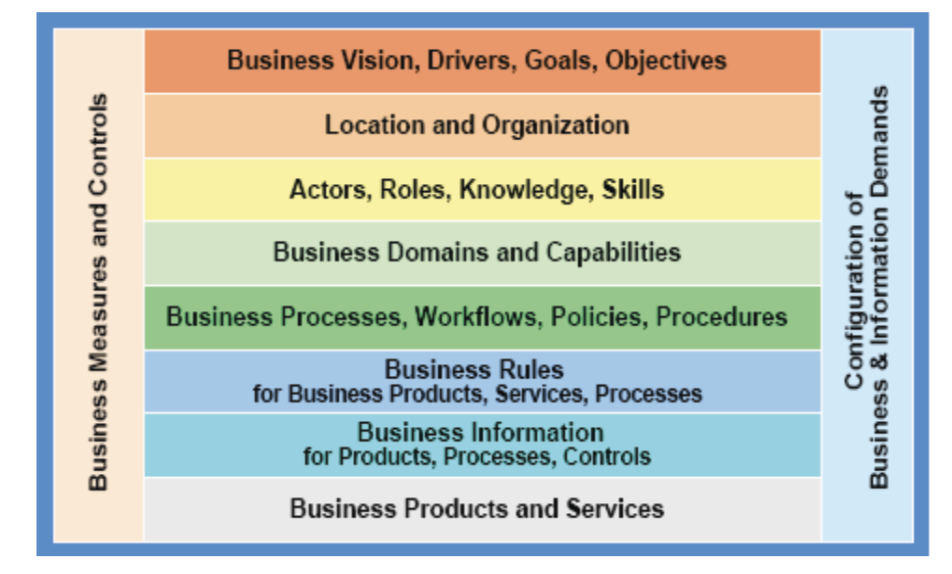 Business Measures and Controls
Business Vision, Drivers, Goals, Objectives
Location and Organization
Actors, Roles, Knowledge, Skills
Business Domains and Capabilities
Business Processes, Workflows, Policies, Procedures
Business Rules
for Business Products, Services, Processes
Business Information
for Products, Processes, Controls
Business Products and Services
Configuration of
Business & Information Demands